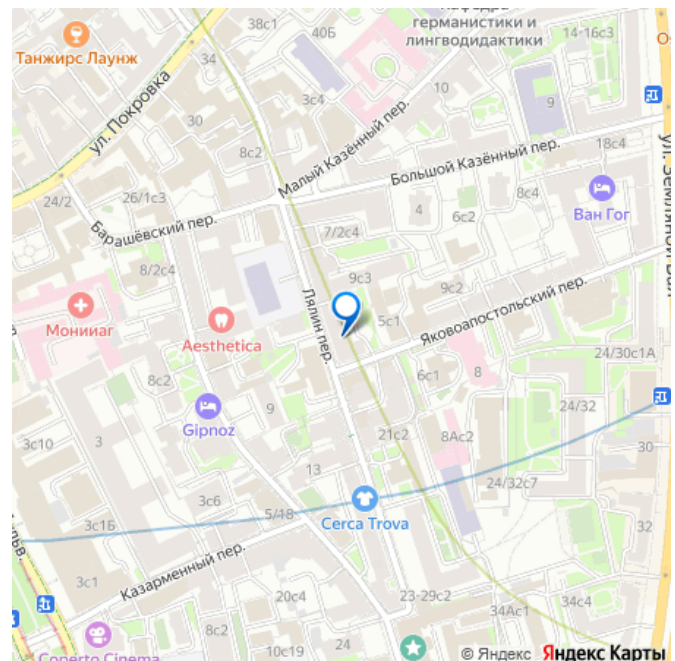 38с1
40Б
германистики и
лингводидактики
14-16с3
Танжирс Лаунж
34
ул. Покровка
3с4
10
9
30
8с2
Малый Казённый пер.
Большой Казённый пер.
18с4
24/2
26/1с3
Барашёвский пер.
4
6с2
8с4
Ван Гог
7/2с4
8/2с4
9с3
9с2
Монииаг
Aesthetica
Лялин пер.
5с1
Яковоапостольский пер.
24/30с1А
8с2
6с1
8
Gipnoz
9
24/32
3с10
3
21с2
8Ас2
30
13
24/32с7
3с6
3с1Б
5/18
Cerca Trova
32
Казарменный пер.
3с1
20с4
23-29с2
34Ас1
34с4
8с2
10с19
24
Coperto Cinema
© Яндекс Яндекс Карты